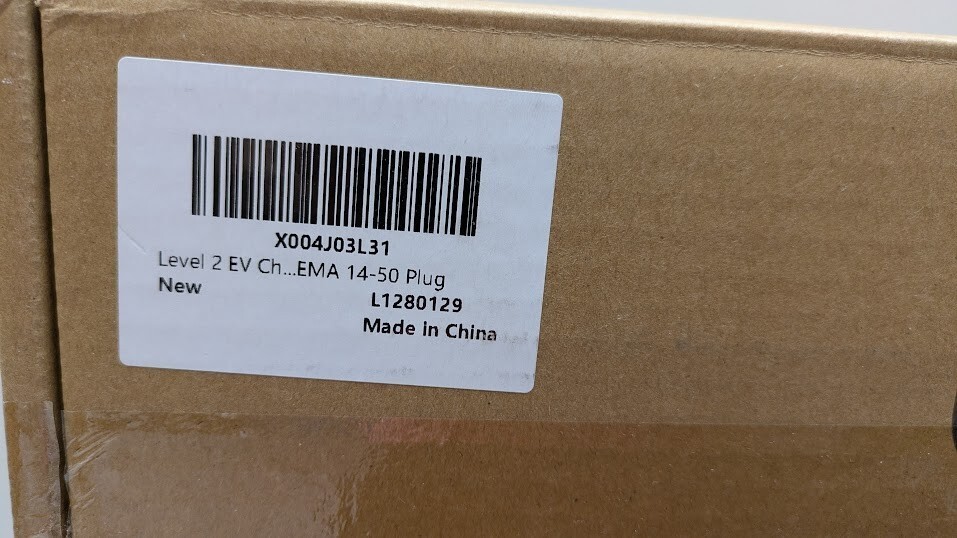 X004J03L31
Level 2 EV Ch...EMA 14-50 Plug
New
L1280129
Made in China